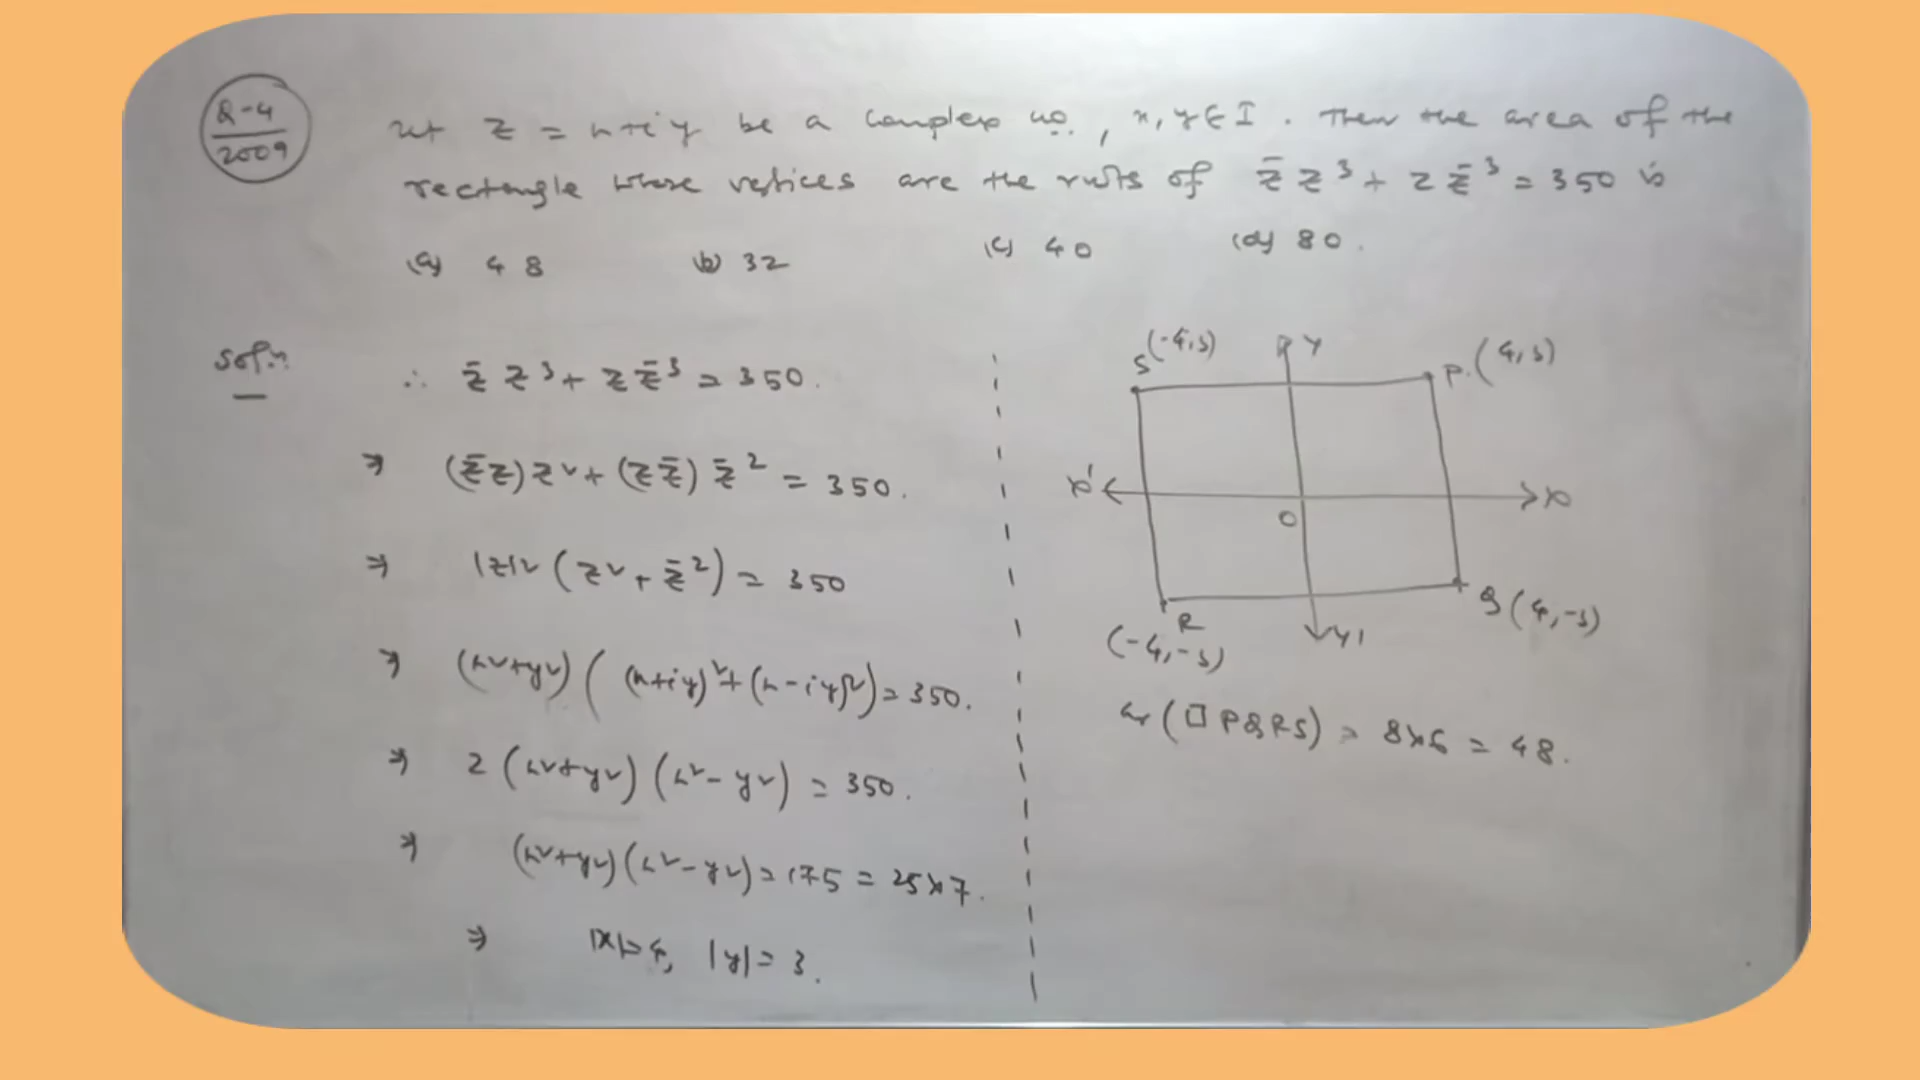 Q-4
2009
Let z = x+iy be a complex no., x, y ∈ I. Then the area of the
rectangle whose vertices are the roots of z̄ z³ + z z̄³ = 350 is
(a) 48 (b) 32 (c) 40 (d) 80.
Solⁿ: ∴ z̄ z³ + z z̄³ = 350.
⇒ (z̄z) z² + (z z̄) z̄² = 350.
⇒ |z|² (z² + z̄²) = 350
⇒ (x²+y²) ( (x+iy)² + (x-iy)²) = 350.
⇒ 2 (x²+y²) (x²-y²) = 350.
⇒ (x²+y²) (x²-y²) = 175 = 25×7.
⇒ |x|=4, |y|=3.
S (-4,3) Y P. (4,3)
X' O X
R (-4,-3) Y' Q (4,-3)
ar (□ PQRS) = 8×6 = 48.